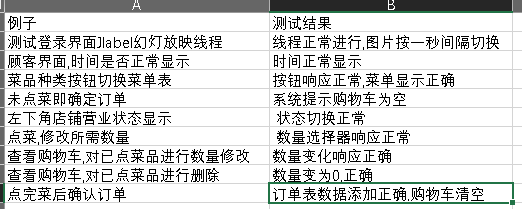 A B
例子 测试结果
测试登录界面Jlabel幻灯放映线程 线程正常进行,图片按一秒间隔切换
顾客界面,时间是否正常显示 时间正常显示
菜品种类按钮切换菜单表 按钮响应正常,菜单显示正确
未点菜即确定订单 系统提示购物车为空
左下角店铺营业状态显示 状态切换正常
点菜,修改所需数量 数量选择器响应正常
查看购物车,对已点菜品进行数量修改 数量变化响应正确
查看购物车,对已点菜品进行删除 数量变为0,正确
点完菜后确认订单 订单表数据添加正确,购物车清空